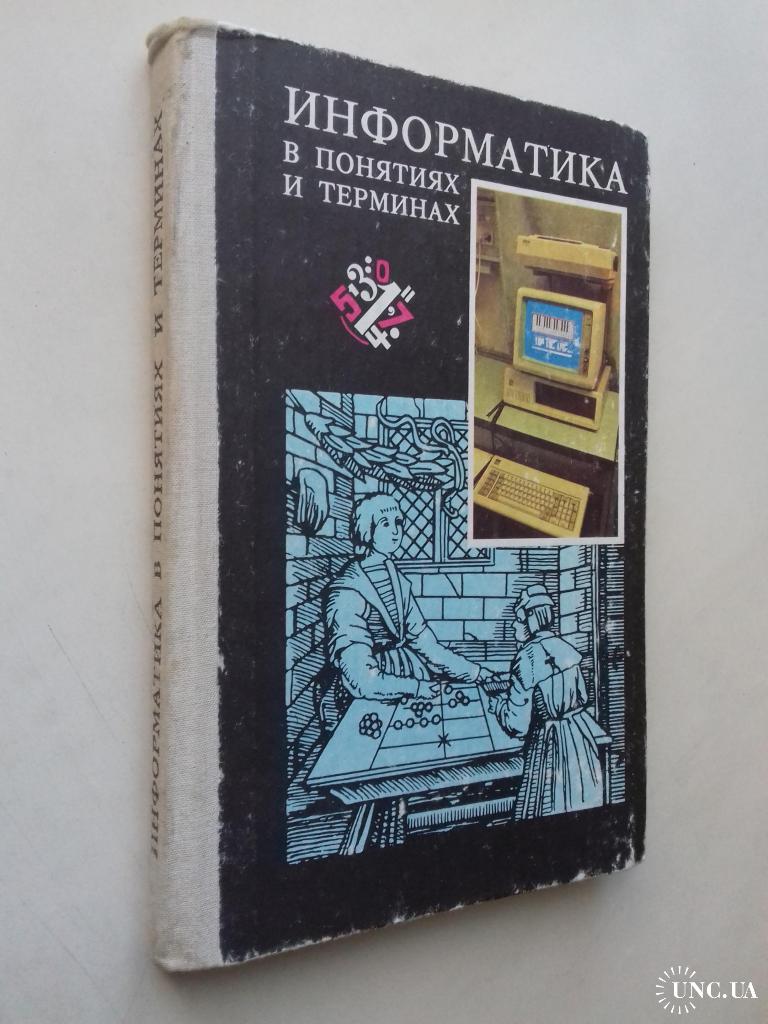 ИНФОРМАТИКА
В ПОНЯТИЯХ
И ТЕРМИНАХ
ИНФОРМАТИКА В ПОНЯТИЯХ И ТЕРМИНАХ
UNC.UA